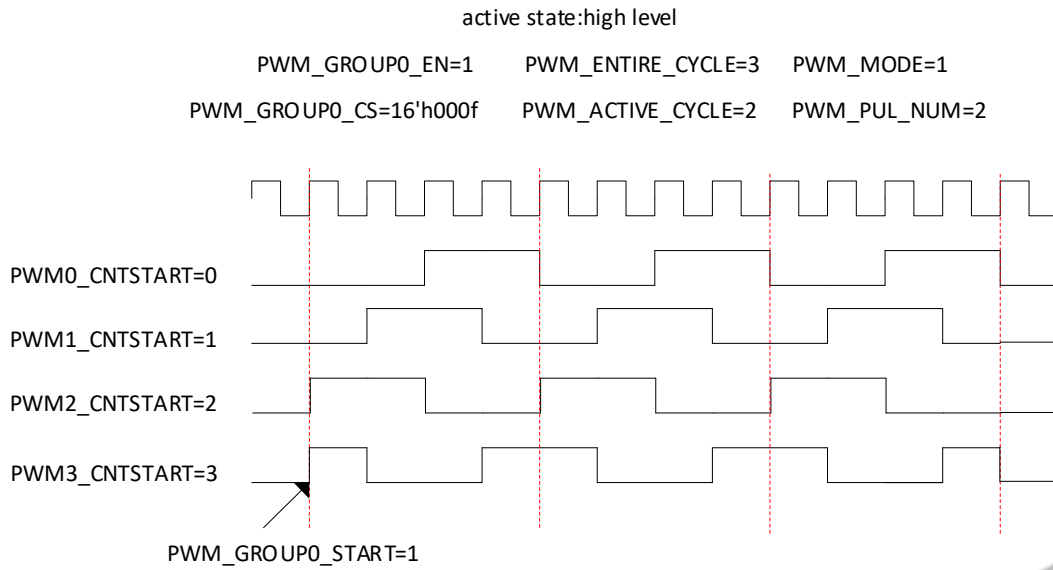 active state:high level
PWM_GROUP0_EN=1 PWM_ENTIRE_CYCLE=3 PWM_MODE=1
PWM_GROUP0_CS=16'h000f PWM_ACTIVE_CYCLE=2 PWM_PUL_NUM=2
PWM0_CNTSTART=0
PWM1_CNTSTART=1
PWM2_CNTSTART=2
PWM3_CNTSTART=3
PWM_GROUP0_START=1